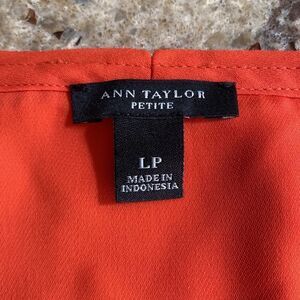 ANN TAYLOR
PETITE
LP
MADE IN
INDONESIA